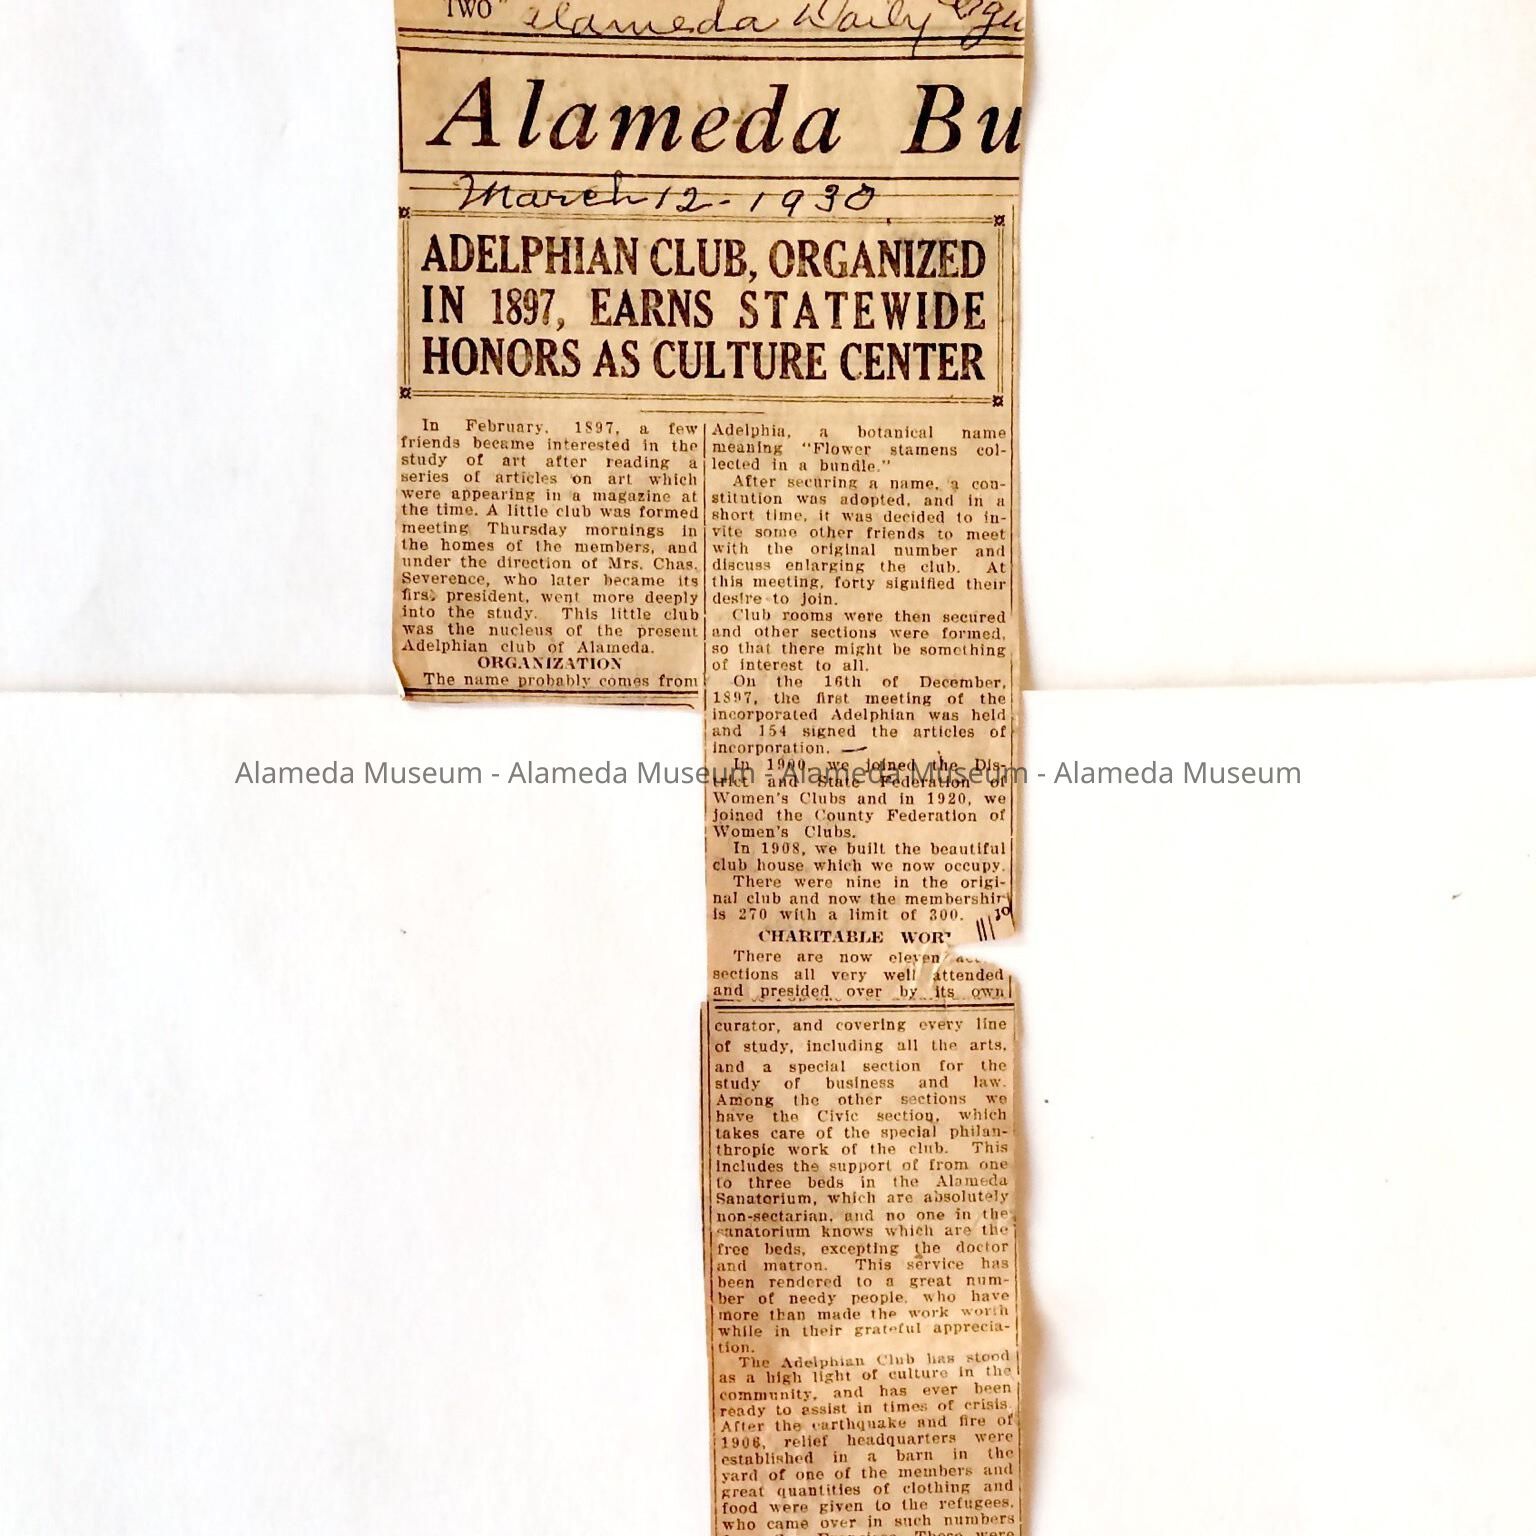 TWO
Alameda Daily
Alameda Bu
March 12-1930
ADELPHIAN CLUB, ORGANIZED
IN 1897, EARNS STATEWIDE
HONORS AS CULTURE CENTER
In February, 1897, a few
friends became interested in the
study of art after reading a
series of articles on art which
were appearing in a magazine at
the time. A little club was formed
meeting Thursday mornings in
the homes of the members, and
under the direction of Mrs. Chas.
Severence, who later became its
first president, went more deeply
into the study. This little club
was the nucleus of the present
Adelphian club of Alameda.
ORGANIZATION
The name probably comes from
Adelphia, a botanical name
meaning "Flower stamens col-
lected in a bundle."
After securing a name, a con-
stitution was adopted, and in a
short time, it was decided to in-
vite some other friends to meet
with the original number and
discuss enlarging the club. At
this meeting, forty signified their
desire to join.
Club rooms were then secured
and other sections were formed,
so that there might be something
of interest to all.
On the 16th of December,
1897, the first meeting of the
incorporated Adelphian was held
and 154 signed the articles of
incorporation.
In 1900, we joined the Dis-
trict and State Federation of
Women's Clubs and in 1920, we
joined the County Federation of
Women's Clubs.
In 1908, we built the beautiful
club house which we now occupy.
There were nine in the origi-
nal club and now the membership
is 270 with a limit of 300.
CHARITABLE WOR
There are now eleven
sections all very well attended
and presided over by its own
curator, and covering every line
of study, including all the arts,
and a special section for the
study of business and law.
Among the other sections we
have the Civic section, which
takes care of the special philan-
thropic work of the club. This
includes the support of from one
to three beds in the Alameda
Sanatorium, which are absolutely
non-sectarian, and no one in the
sanatorium knows which are the
free beds, excepting the doctor
and matron. This service has
been rendered to a great num-
ber of needy people, who have
more than made the work worth
while in their grateful apprecia-
tion.
The Adelphian Club has stood
as a high light of culture in the
community, and has ever been
ready to assist in times of crisis.
After the earthquake and fire of
1906, relief headquarters were
established in a barn in the
yard of one of the members and
great quantities of clothing and
food were given to the refugees,
who came over in such numbers
Alameda Museum - Alameda Museum - Alameda Museum - Alameda Museum